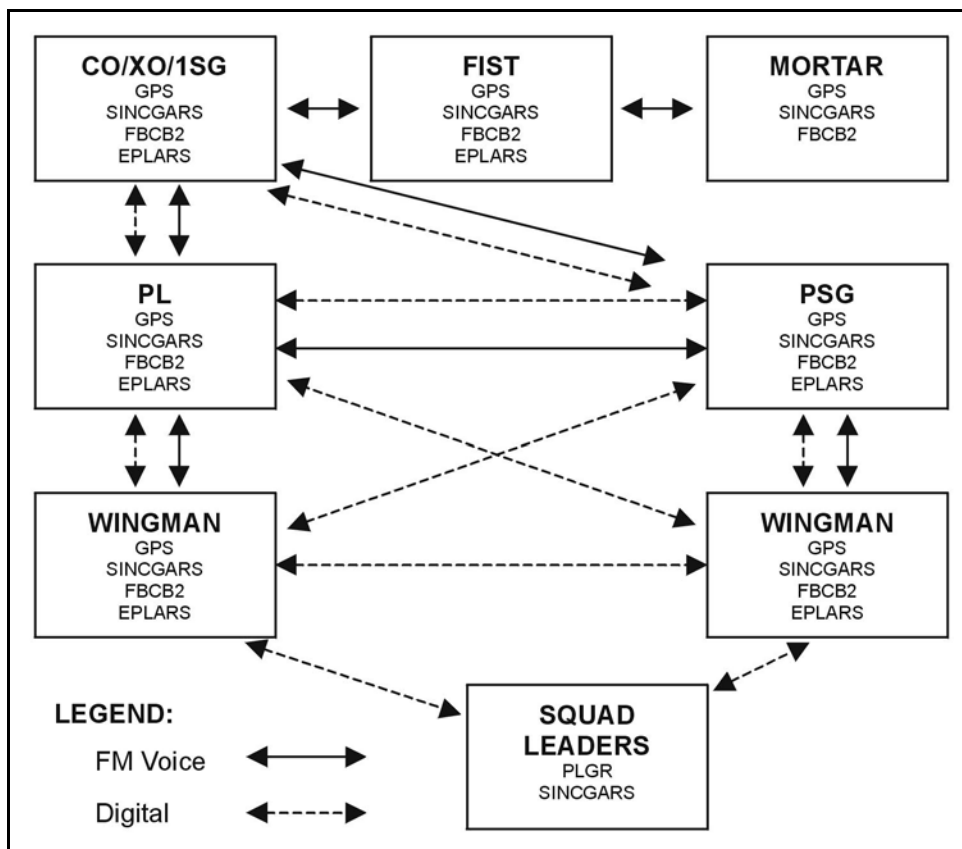 CO/XO/1SG
GPS
SINCGARS
FBCB2
EPLARS
FIST
GPS
SINCGARS
FBCB2
EPLARS
MORTAR
GPS
SINCGARS
FBCB2
PL
GPS
SINCGARS
FBCB2
EPLARS
PSG
GPS
SINCGARS
FBCB2
EPLARS
WINGMAN
GPS
SINCGARS
FBCB2
EPLARS
WINGMAN
GPS
SINCGARS
FBCB2
EPLARS
SQUAD
LEADERS
PLGR
SINCGARS
LEGEND:
FM Voice
Digital